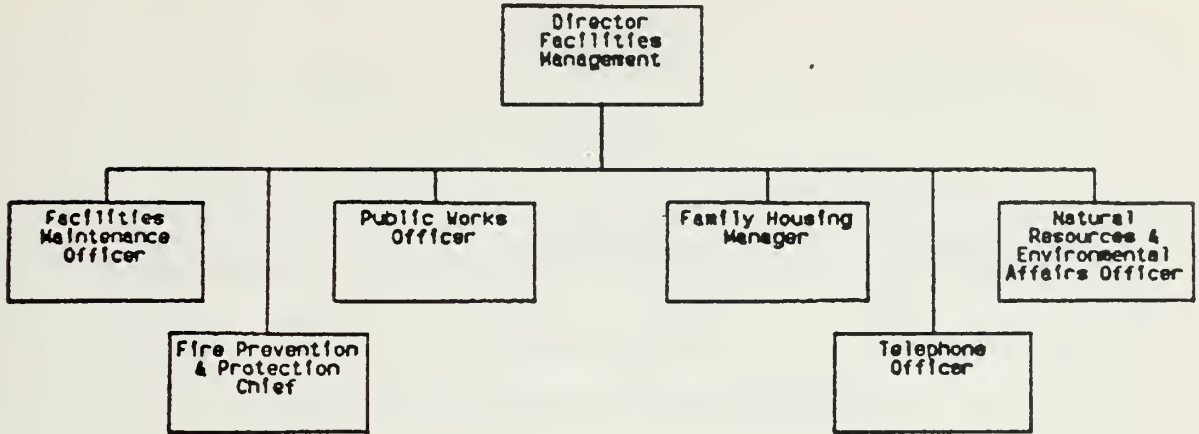 Director
Facilities
Management
Facilities
Maintenance
Officer
Public Works
Officer
Family Housing
Manager
Natural
Resources &
Environmental
Affairs Officer
Fire Prevention
& Protection
Chief
Telephone
Officer